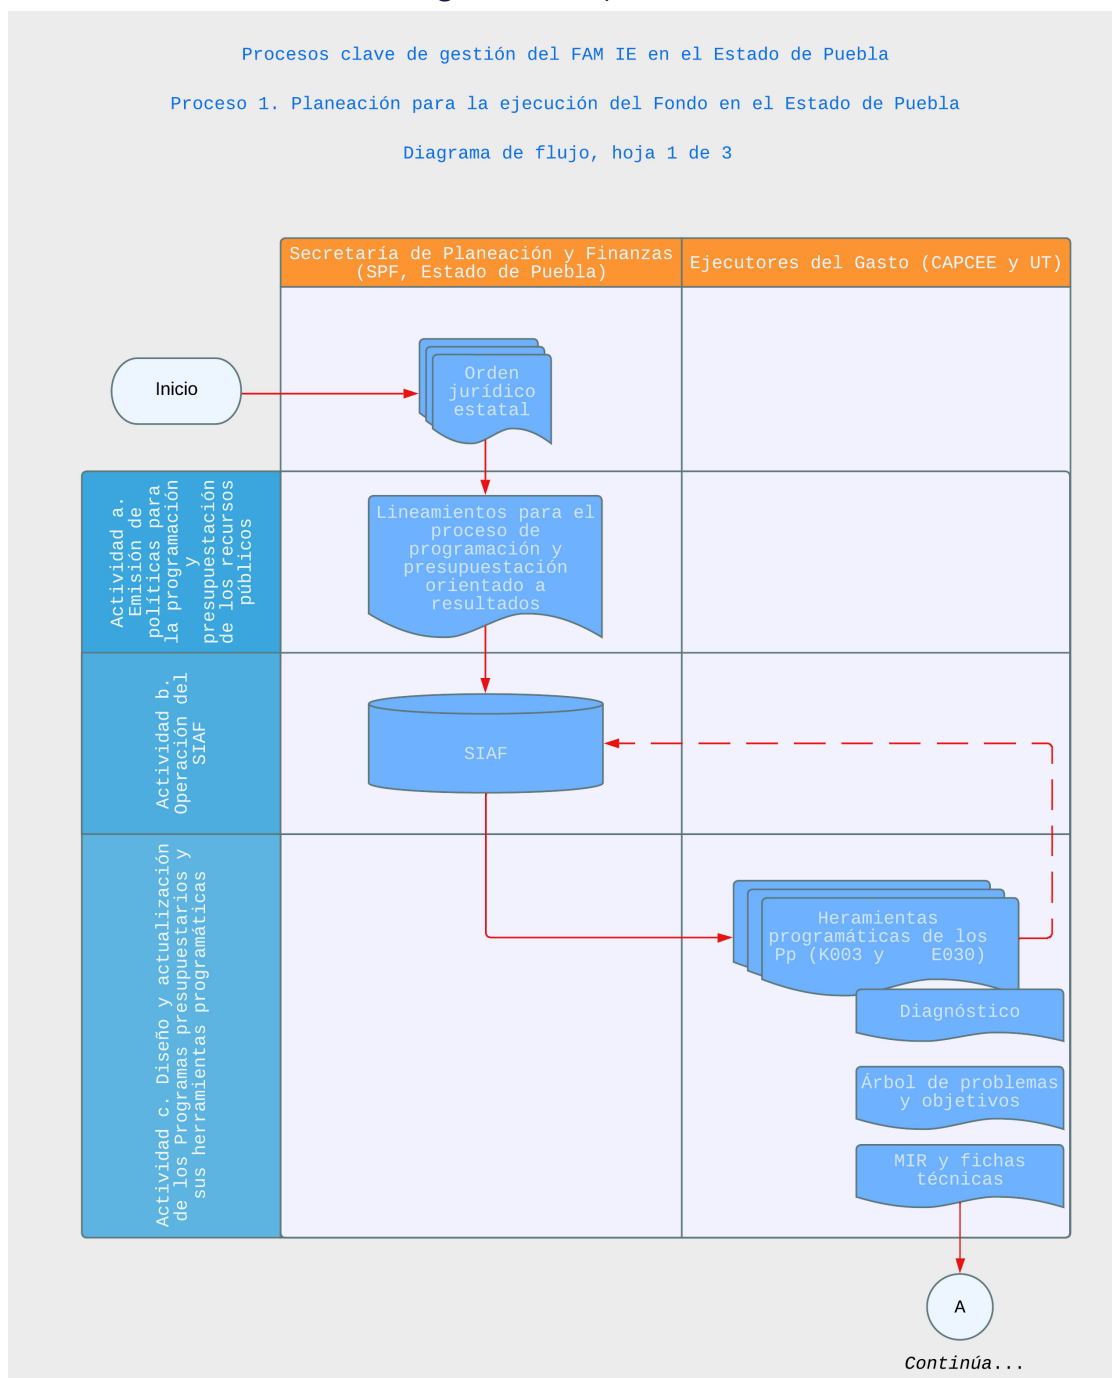 Procesos clave de gestión del FAM IE en el Estado de Puebla
Proceso 1. Planeación para la ejecución del Fondo en el Estado de Puebla
Diagrama de flujo, hoja 1 de 3
Secretaría de Planeación y Finanzas
(SPF, Estado de Puebla)
Ejecutores del Gasto (CAPCEE y UT)
Inicio
Orden
jurídico
estatal
Actividad a.
Emisión de
políticas para
la programación
y
presupuestación
de los recursos
públicos
Lineamientos para el
proceso de
programación y
presupuestación
orientado a
resultados
Actividad b.
Operación del
SIAF
SIAF
Actividad c. Diseño y actualización
de los Programas presupuestarios y
sus herramientas programáticas
Heramientas
programáticas de los
Pp (K003 y E030)
Diagnóstico
Árbol de problemas
y objetivos
MIR y fichas
técnicas
A
Continúa...